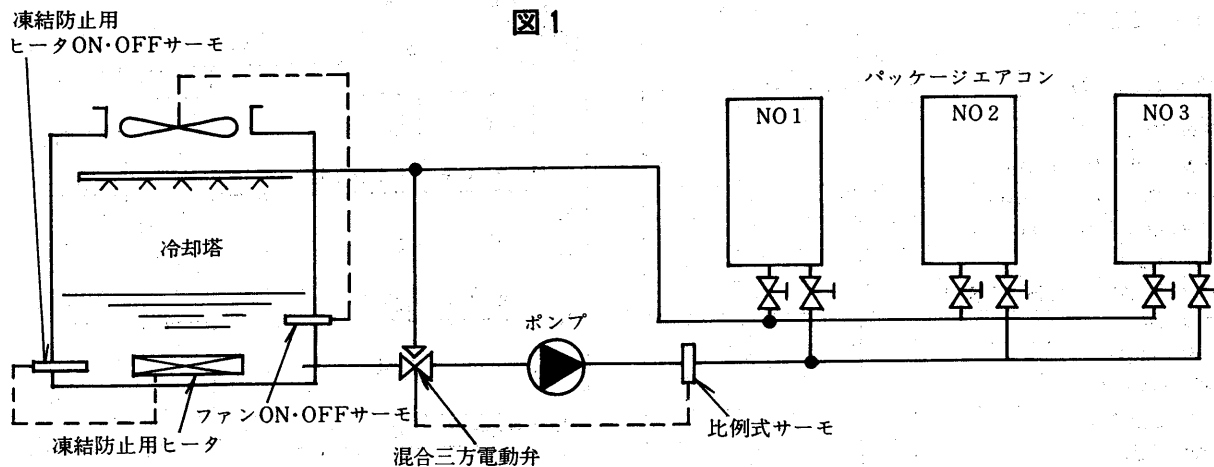 図1
凍結防止用
ヒータON・OFFサーモ
パッケージエアコン
NO1
NO2
NO3
冷却塔
ポンプ
ファンON・OFFサーモ
凍結防止用ヒータ
混合三方電動弁
比例式サーモ